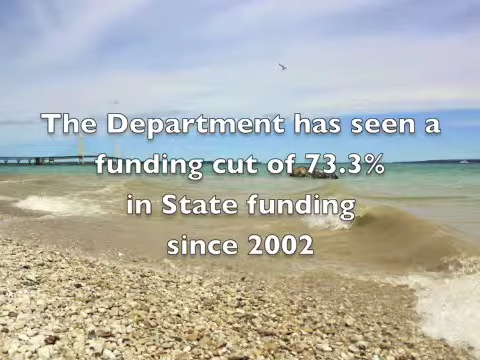 The Department has seen a
funding cut of 73.3%
in State funding
since 2002